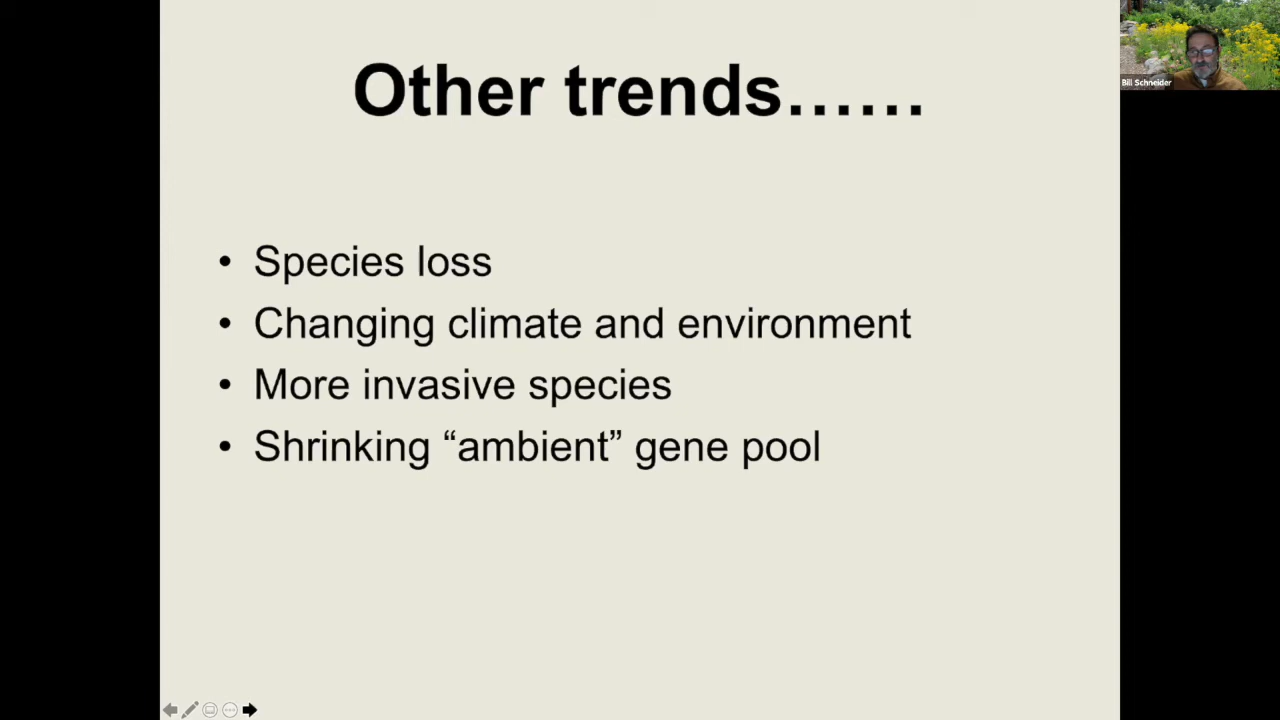 Other trends……
• Species loss
• Changing climate and environment
• More invasive species
• Shrinking “ambient” gene pool
Bill Schneider